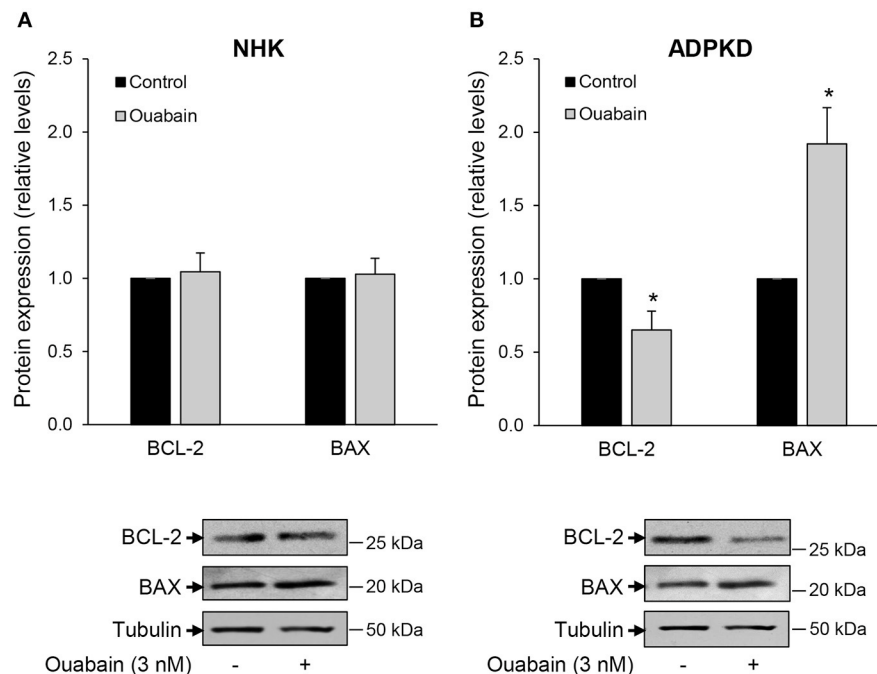 A
NHK
Protein expression (relative levels)
2.5
2.0
1.5
1.0
0.5
0.0
Control
Ouabain
BCL-2
BAX
BCL-2
25 kDa
BAX
20 kDa
Tubulin
50 kDa
Ouabain (3 nM) - +
B
ADPKD
Protein expression (relative levels)
2.5
2.0
1.5
1.0
0.5
0.0
Control
Ouabain
*
*
BCL-2
BAX
BCL-2
25 kDa
BAX
20 kDa
Tubulin
50 kDa
Ouabain (3 nM) - +